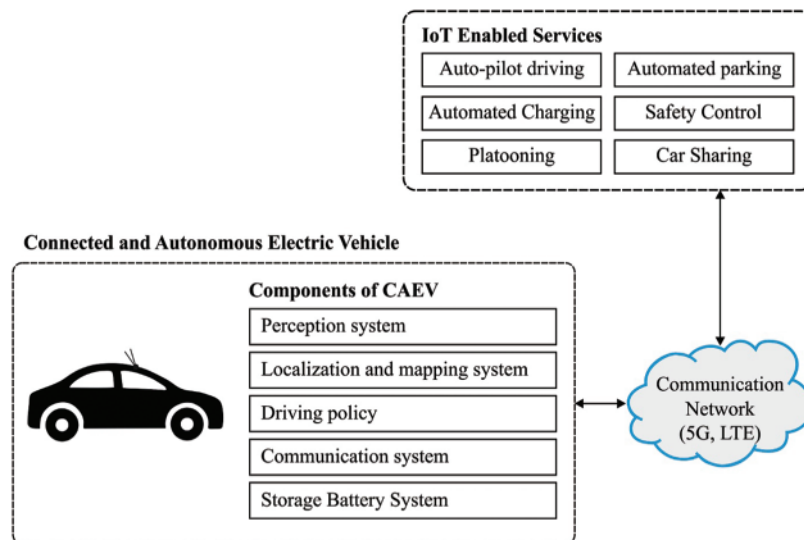 IoT Enabled Services
Auto-pilot driving
Automated parking
Automated Charging
Safety Control
Platooning
Car Sharing
Connected and Autonomous Electric Vehicle
Components of CAEV
Perception system
Localization and mapping system
Driving policy
Communication system
Storage Battery System
Communication
Network
(5G, LTE)